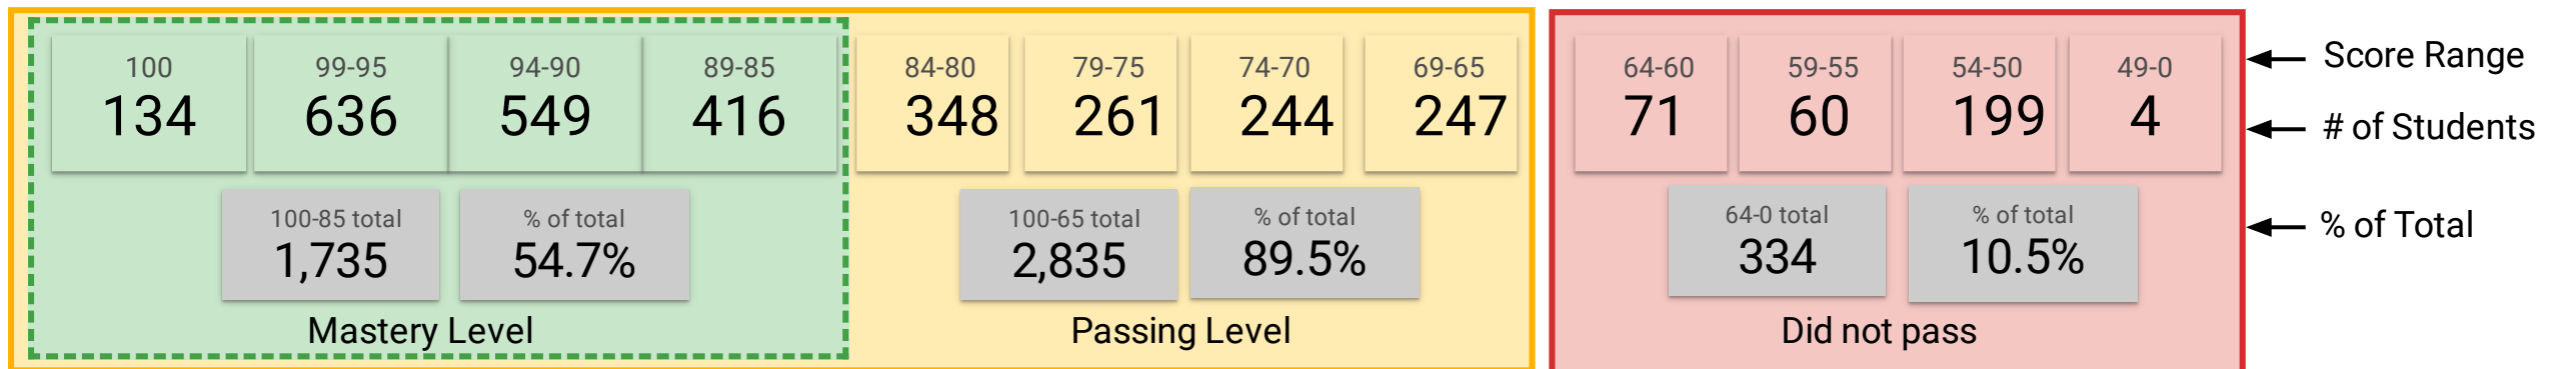 100 99-95 94-90 89-85 84-80 79-75 74-70 69-65 64-60 59-55 54-50 49-0 Score Range
134 636 549 416 348 261 244 247 71 60 199 4 # of Students
100-85 total % of total 100-65 total % of total 64-0 total % of total % of Total
1,735 54.7% 2,835 89.5% 334 10.5%
Mastery Level Passing Level Did not pass